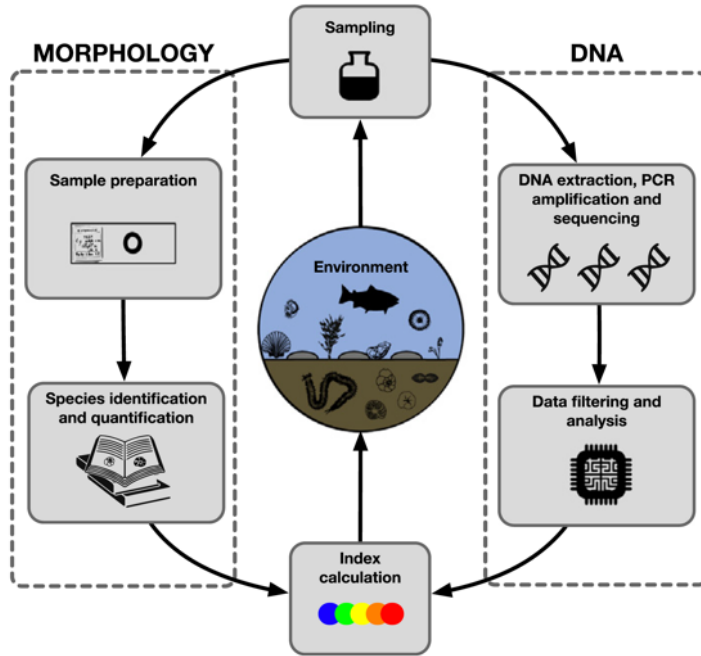 Sampling
MORPHOLOGY
DNA
Sample preparation
DNA extraction, PCR
amplification and
sequencing
Environment
Species identification
and quantification
Data filtering and
analysis
Index
calculation